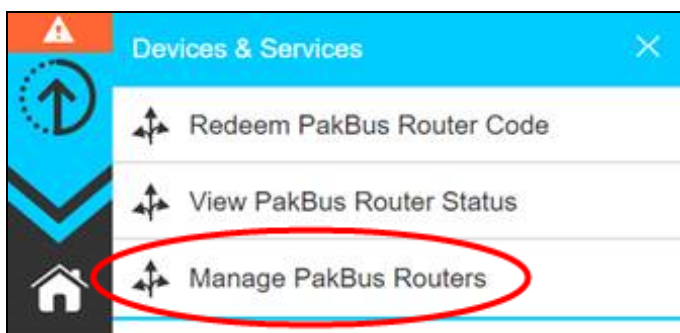 Devices & Services
Redeem PakBus Router Code
View PakBus Router Status
Manage PakBus Routers